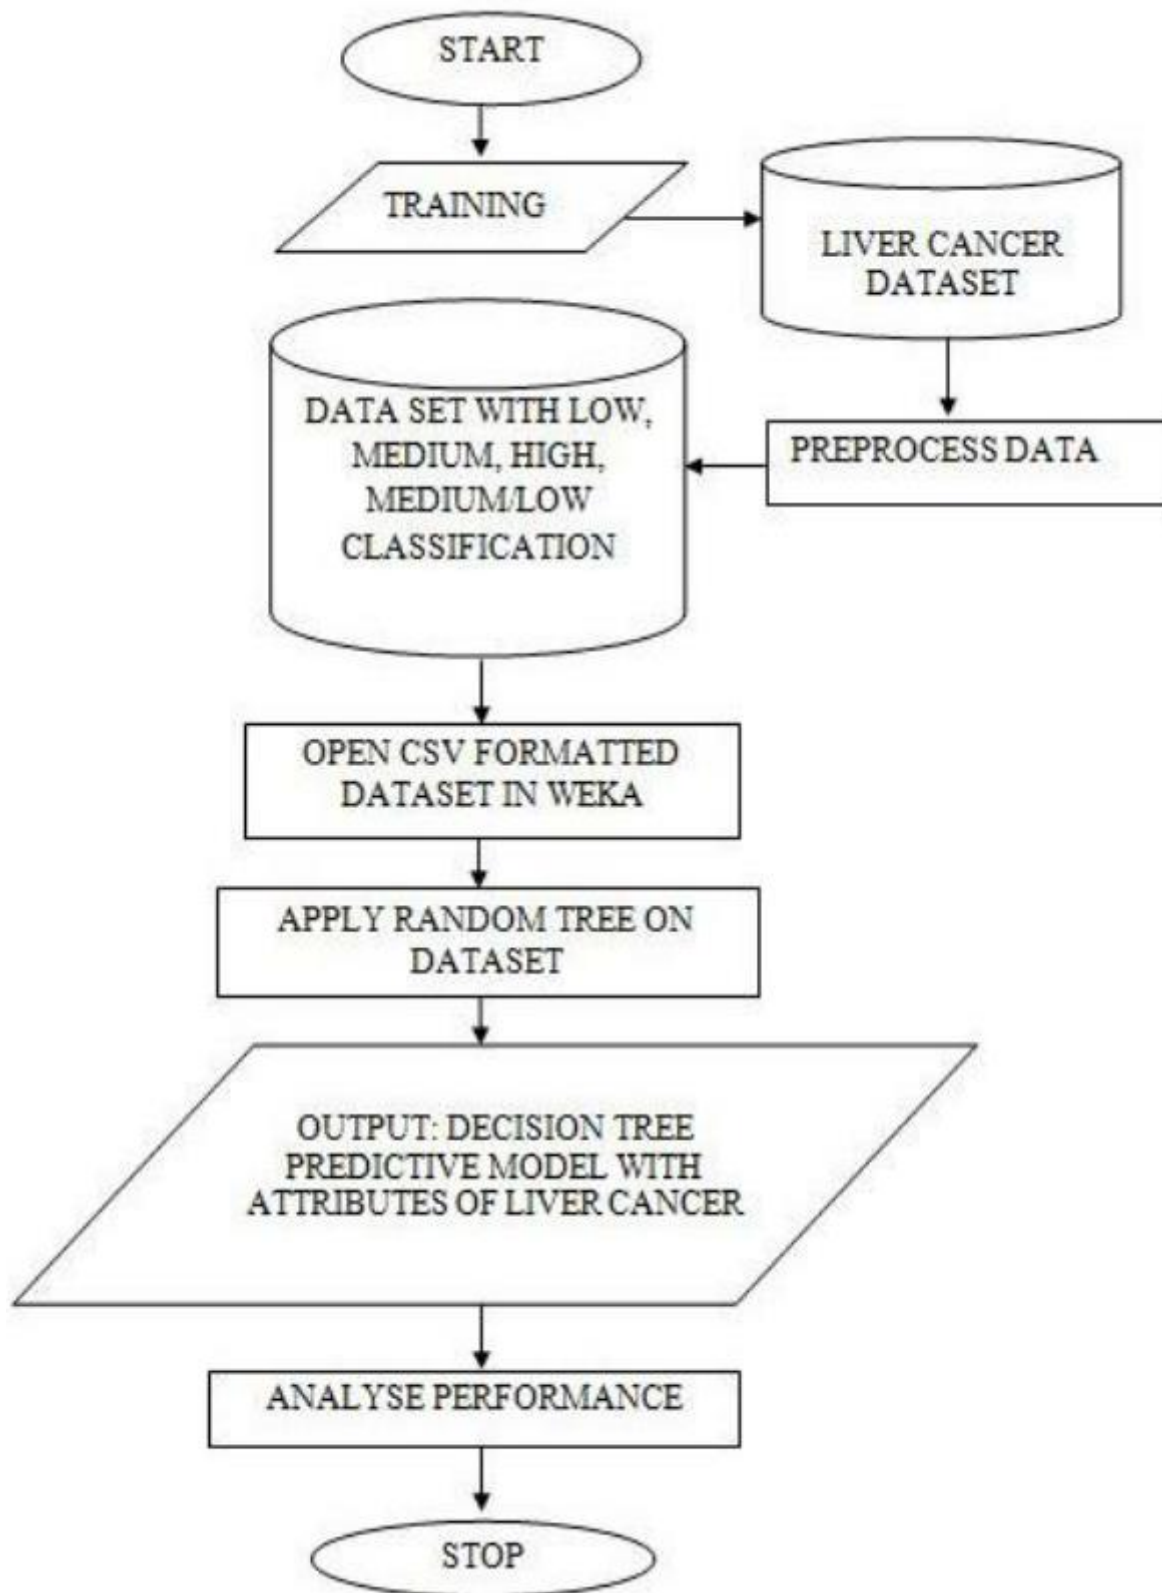 START
TRAINING
LIVER CANCER
DATASET
PREPROCESS DATA
DATA SET WITH LOW,
MEDIUM, HIGH,
MEDIUM/LOW
CLASSIFICATION
OPEN CSV FORMATTED
DATASET IN WEKA
APPLY RANDOM TREE ON
DATASET
OUTPUT: DECISION TREE
PREDICTIVE MODEL WITH
ATTRIBUTES OF LIVER CANCER
ANALYSE PERFORMANCE
STOP